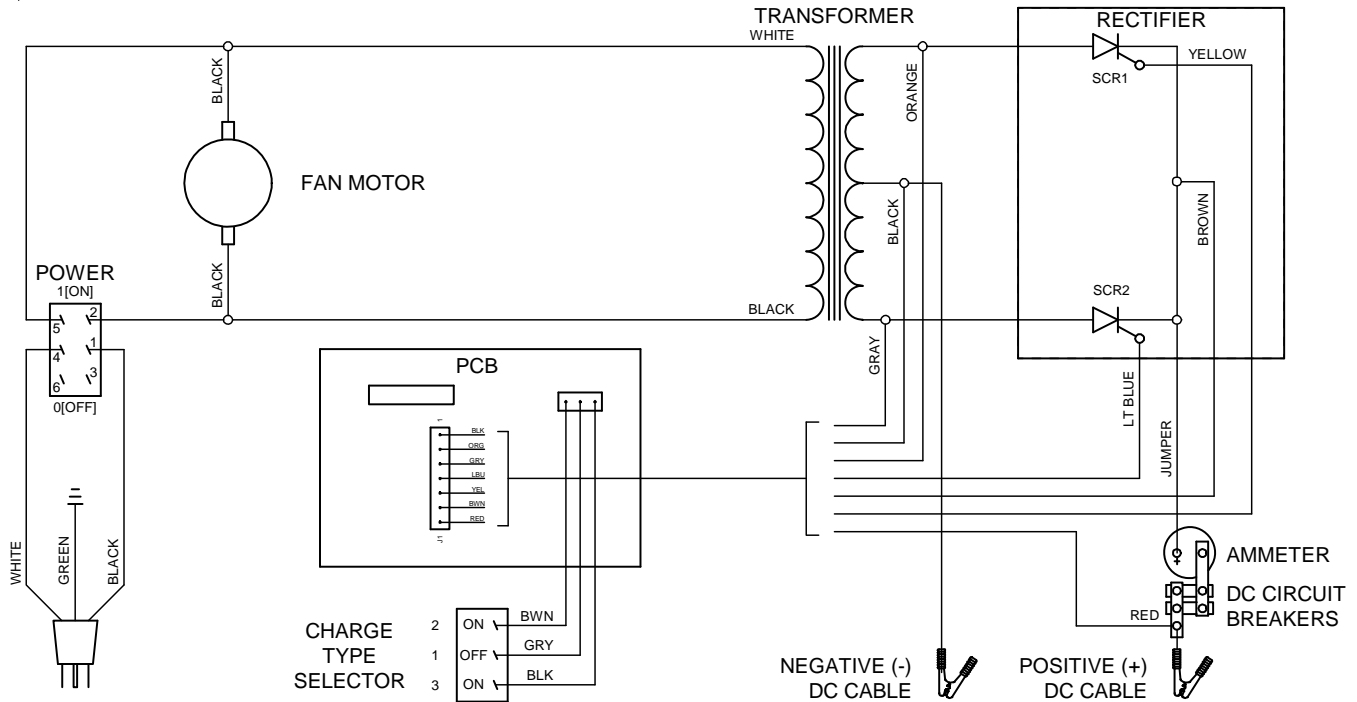 TRANSFORMER
RECTIFIER
WHITE
YELLOW
SCR1
BLACK
ORANGE
FAN MOTOR
BLACK
BROWN
POWER
1[ON]
BLACK
BLACK
SCR2
5 2
4 1
6 3
0[OFF]
GRAY
LT BLUE
JUMPER
PCB
1
BLK
ORG
GRY
LBU
YEL
BWN
RED
J1
WHITE
GREEN
BLACK
AMMETER
DC CIRCUIT
BREAKERS
RED
CHARGE
TYPE
SELECTOR
2 ON BWN
1 OFF GRY
3 ON BLK
NEGATIVE (-)
DC CABLE
POSITIVE (+)
DC CABLE